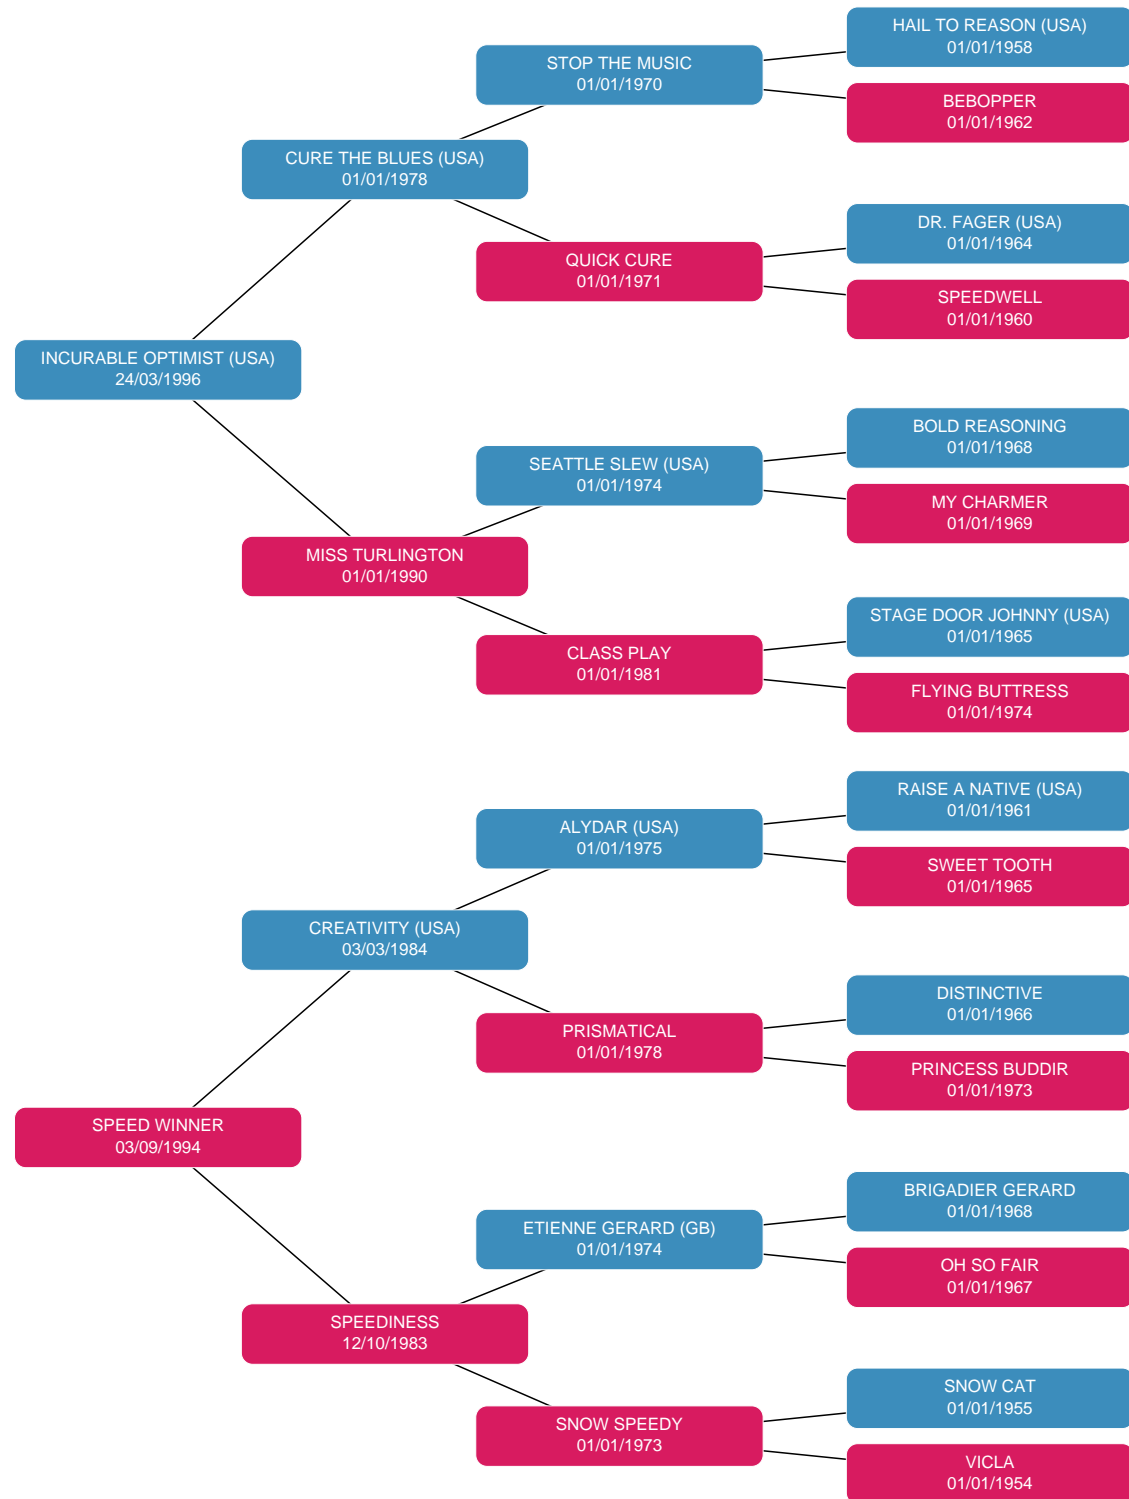 HAIL TO REASON (USA)
01/01/1958
STOP THE MUSIC
01/01/1970
BEBOPPER
01/01/1962
CURE THE BLUES (USA)
01/01/1978
DR. FAGER (USA)
01/01/1964
QUICK CURE
01/01/1971
SPEEDWELL
01/01/1960
INCURABLE OPTIMIST (USA)
24/03/1996
BOLD REASONING
01/01/1968
SEATTLE SLEW (USA)
01/01/1974
MY CHARMER
01/01/1969
MISS TURLINGTON
01/01/1990
STAGE DOOR JOHNNY (USA)
01/01/1965
CLASS PLAY
01/01/1981
FLYING BUTTRESS
01/01/1974
RAISE A NATIVE (USA)
01/01/1961
ALYDAR (USA)
01/01/1975
SWEET TOOTH
01/01/1965
CREATIVITY (USA)
03/03/1984
DISTINCTIVE
01/01/1966
PRISMATICAL
01/01/1978
PRINCESS BUDDIR
01/01/1973
SPEED WINNER
03/09/1994
BRIGADIER GERARD
01/01/1968
ETIENNE GERARD (GB)
01/01/1974
OH SO FAIR
01/01/1967
SPEEDINESS
12/10/1983
SNOW CAT
01/01/1955
SNOW SPEEDY
01/01/1973
VICLA
01/01/1954